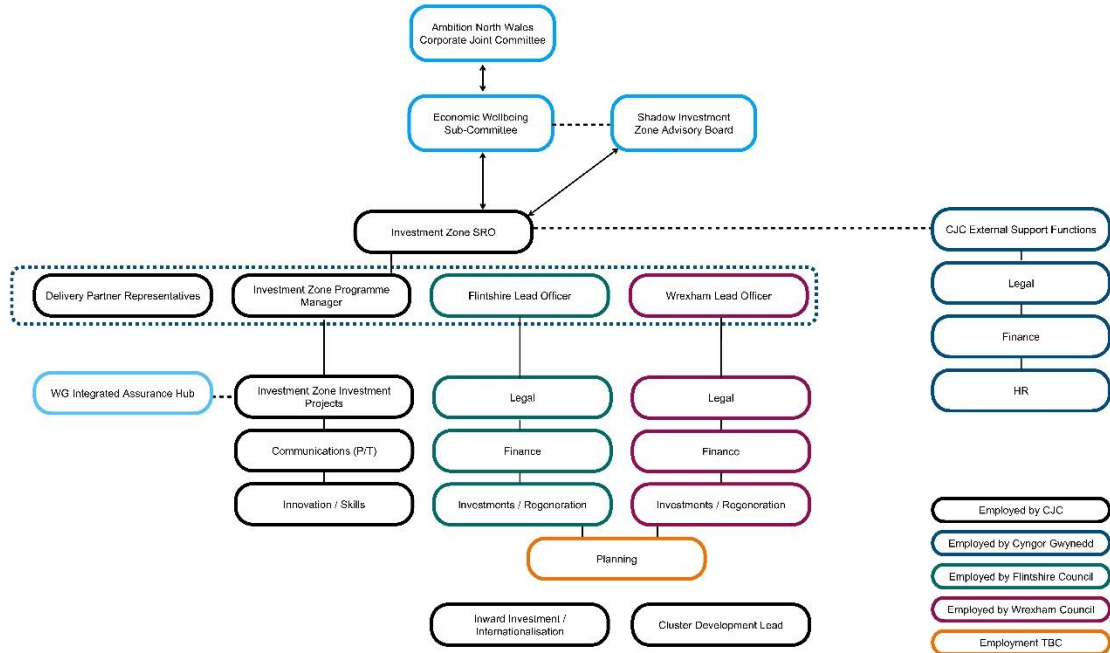 Ambition North Wales
Corporate Joint Committee
Economic Wellbeing
Sub-Committee
Shadow Investment
Zone Advisory Board
Investment Zone SRO
CJC External Support Functions
Delivery Partner Representatives
Investment Zone Programme
Manager
Flintshire Lead Officer
Wrexham Lead Officer
Legal
Finance
HR
WG Integrated Assurance Hub
Investment Zone Investment
Projects
Legal
Legal
Communications (P/T)
Finance
Finance
Innovation / Skills
Investments / Regeneration
Investments / Regeneration
Planning
Inward Investment /
Internationalisation
Cluster Development Lead
Employed by CJC
Employed by Cyngor Gwynedd
Employed by Flintshire Council
Employed by Wrexham Council
Employment TBC